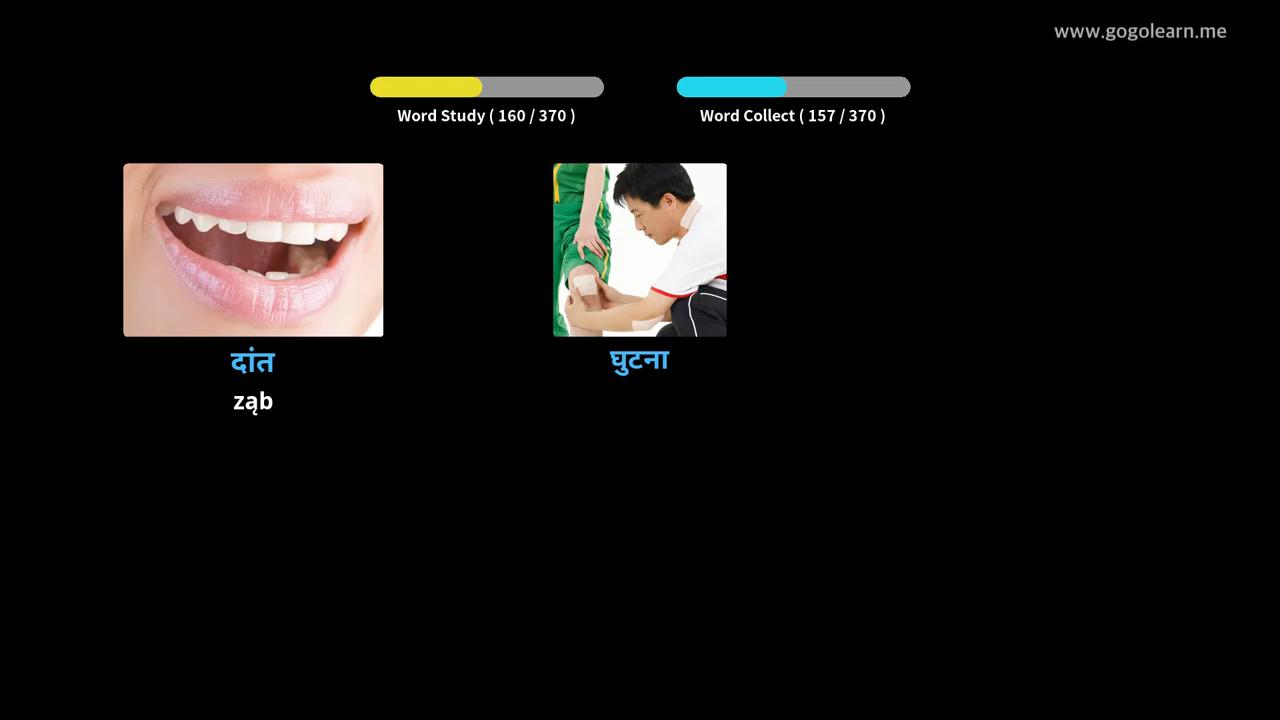 www.gogolearn.me
Word Study ( 160 / 370 )
Word Collect ( 157 / 370 )
दांत
घुटना
ząb